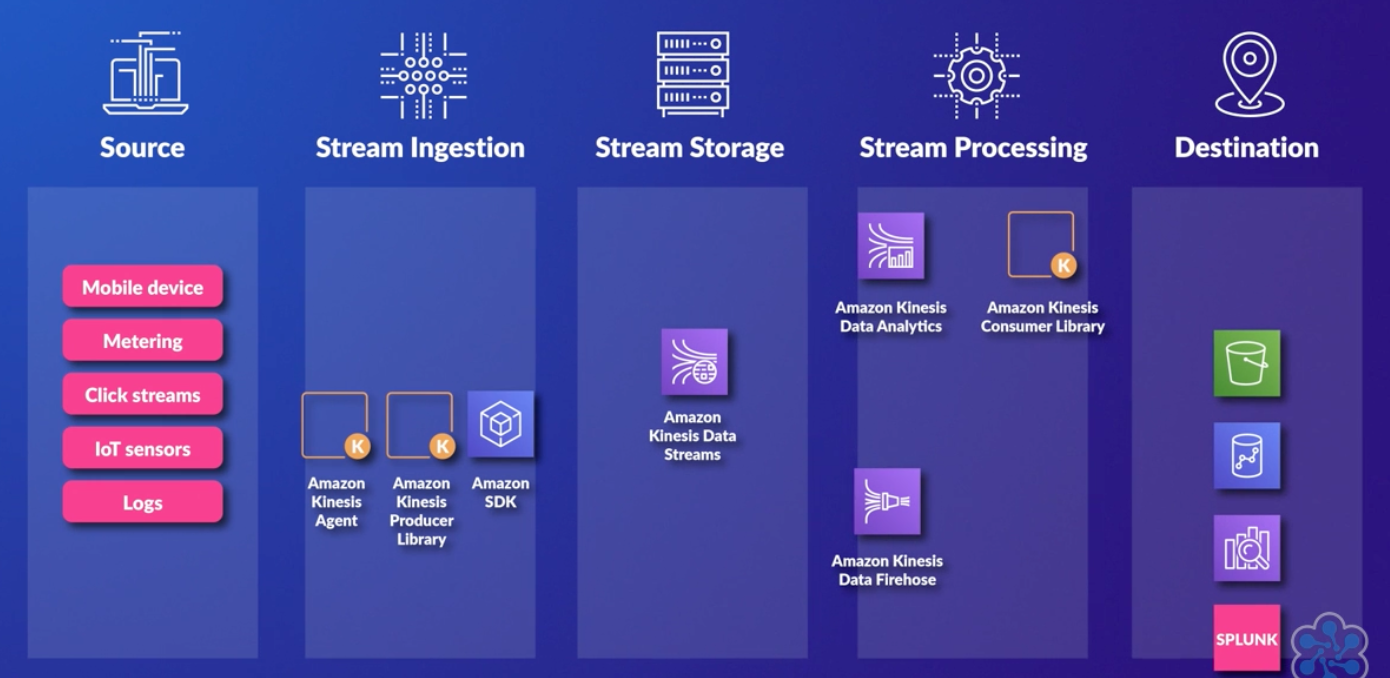 Source
Stream Ingestion
Stream Storage
Stream Processing
Destination
Mobile device
Metering
Click streams
IoT sensors
Logs
K
Amazon
Kinesis
Agent
K
Amazon
Kinesis
Producer
Library
Amazon
SDK
Amazon
Kinesis Data
Streams
Amazon Kinesis
Data Analytics
K
Amazon Kinesis
Consumer Library
Amazon Kinesis
Data Firehose
SPLUNK